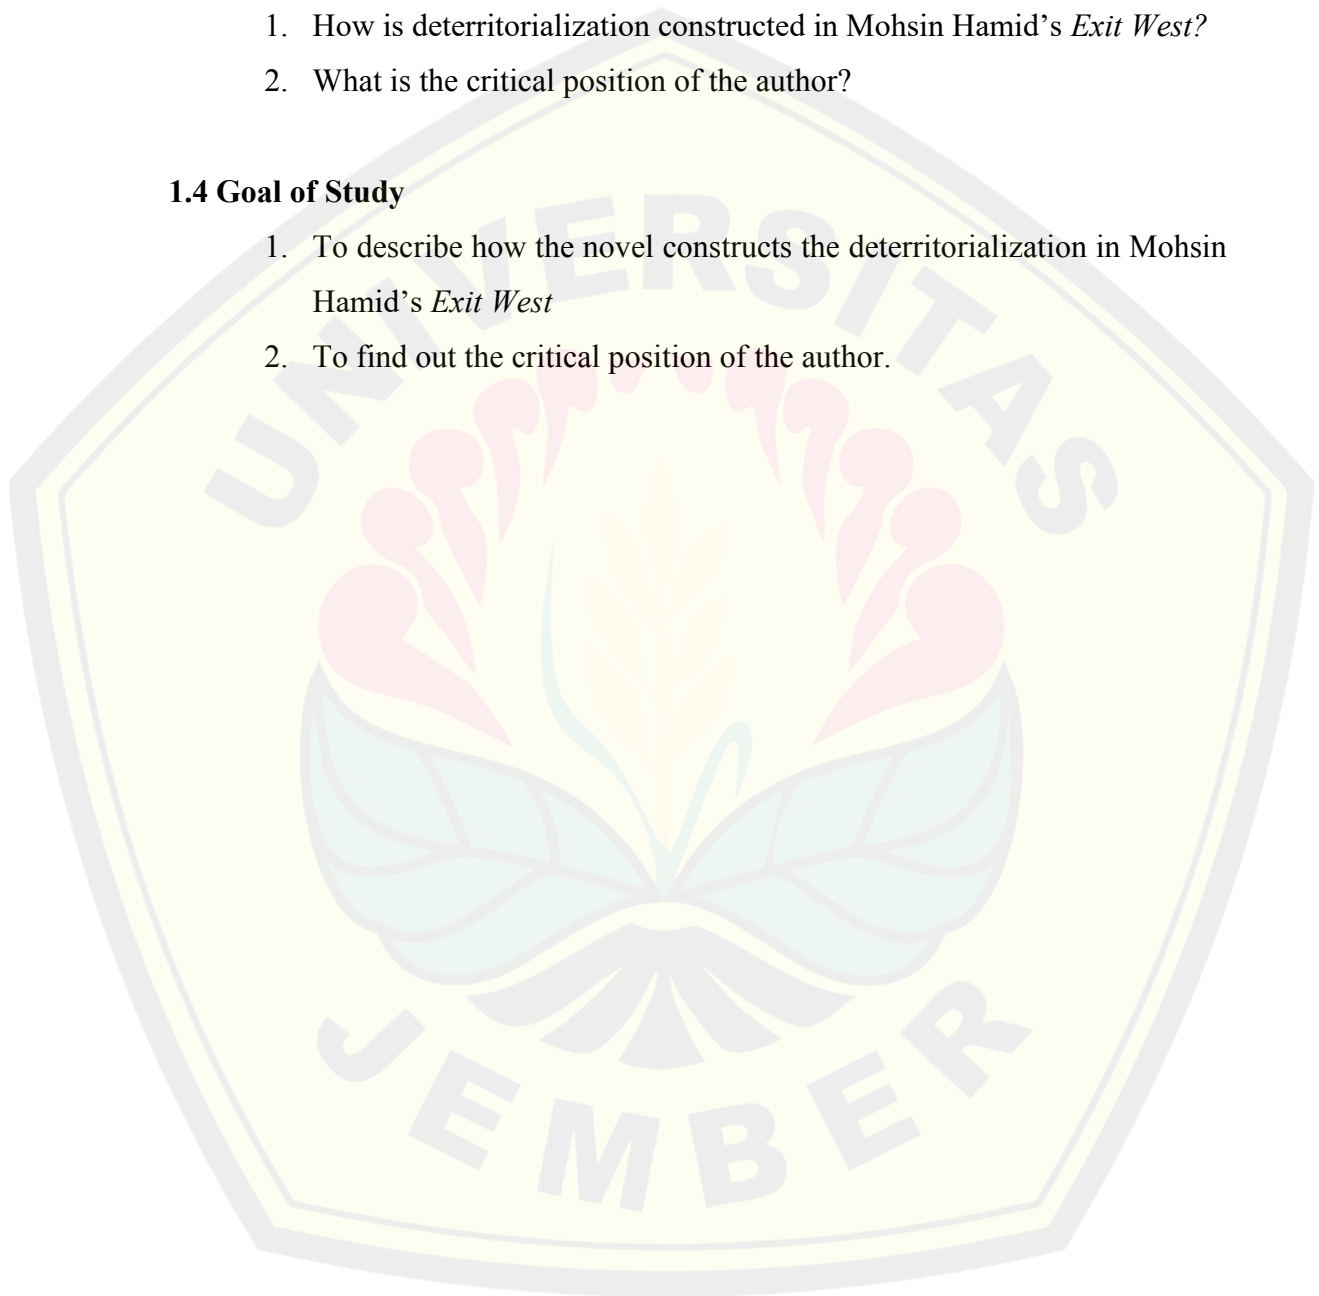 1. How is deterritorialization constructed in Mohsin Hamid's Exit West?
2. What is the critical position of the author?
1.4 Goal of Study
1. To describe how the novel constructs the deterritorialization in Mohsin
Hamid's Exit West
2. To find out the critical position of the author.
UNIVERSITAS
JEMBER